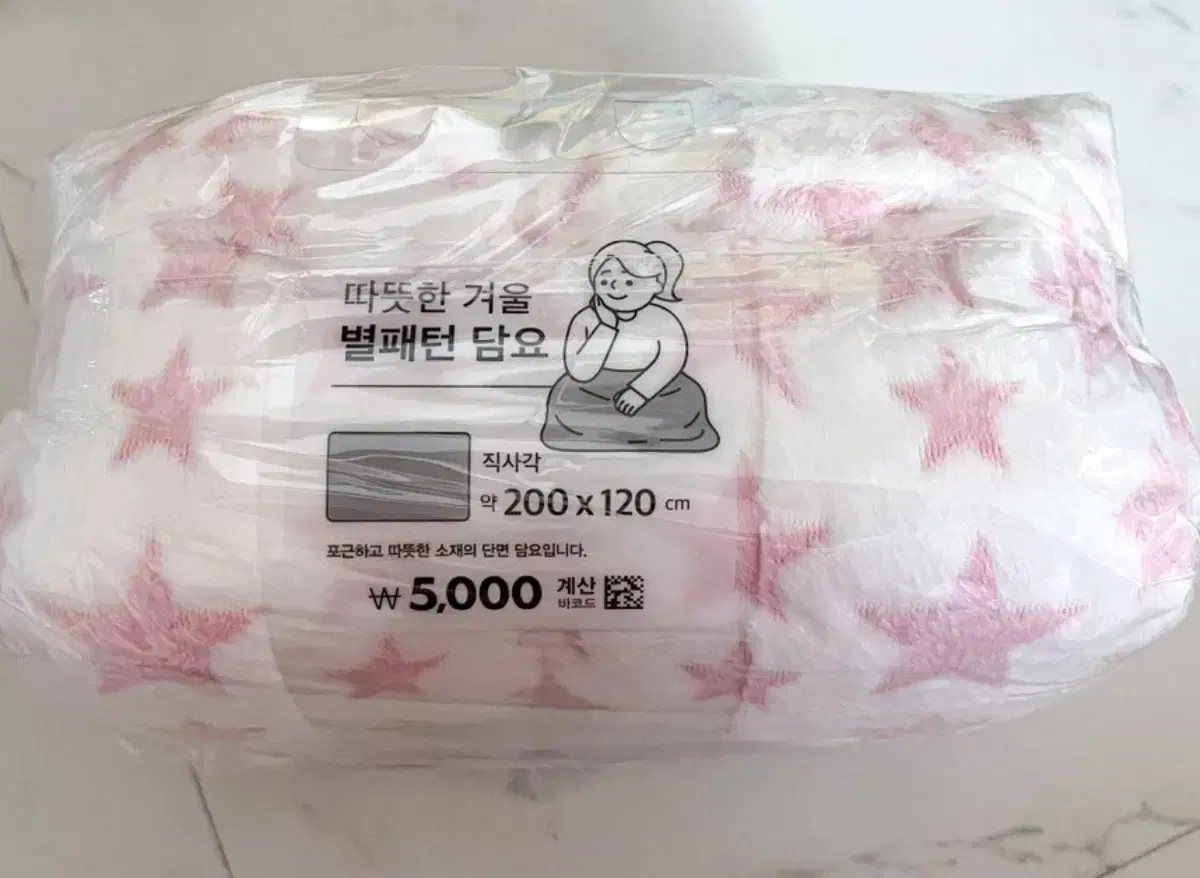 따뜻한 겨울
별패턴 담요
직사각
약 200 x 120 cm
포근하고 따뜻한 소재의 단면 담요입니다.
₩ 5,000 계산
바코드